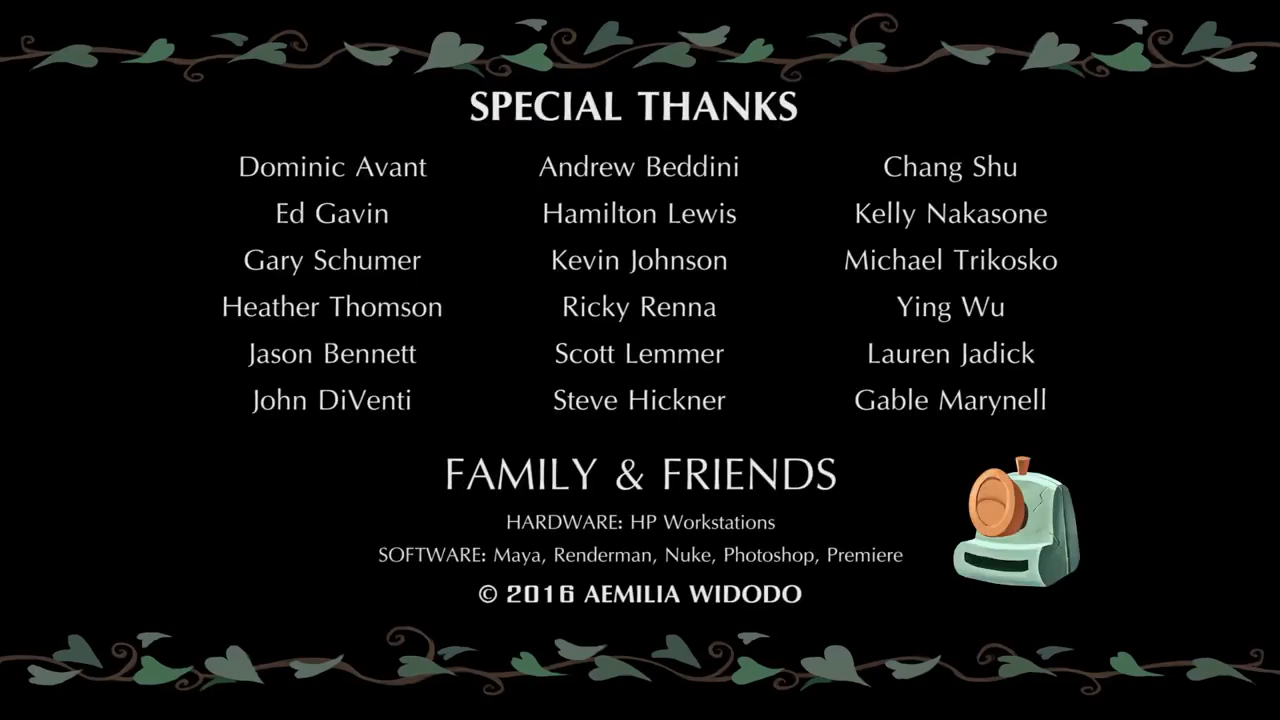 SPECIAL THANKS
Dominic Avant
Ed Gavin
Gary Schumer
Heather Thomson
Jason Bennett
John DiVenti
Andrew Beddini
Hamilton Lewis
Kevin Johnson
Ricky Renna
Scott Lemmer
Steve Hickner
Chang Shu
Kelly Nakasone
Michael Trikosko
Ying Wu
Lauren Jadick
Gable Marynell
FAMILY & FRIENDS
HARDWARE: HP Workstations
SOFTWARE: Maya, Renderman, Nuke, Photoshop, Premiere
© 2016 AEMILIA WIDODO